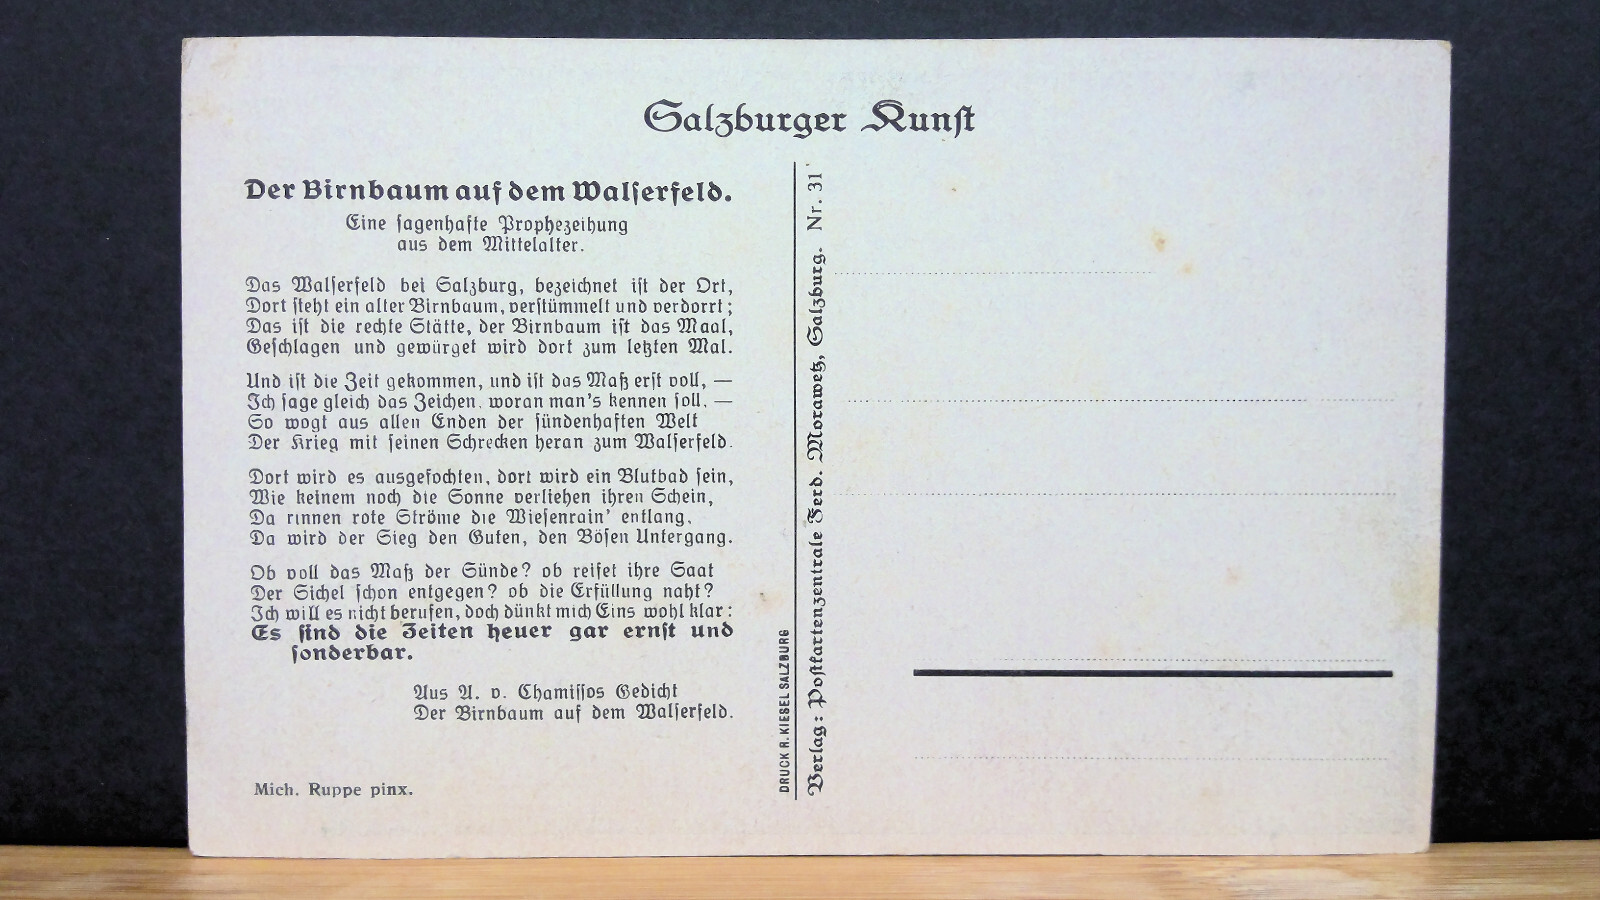 Salzburger Kunst
Der Birnbaum auf dem Walserfeld.
Eine sagenhafte Prophezeihung
aus dem Mittelalter.
Das Walserfeld bei Salzburg, bezeichnet ist der Ort,
Dort steht ein alter Birnbaum, verstümmelt und verdorrt;
Das ist die rechte Stätte, der Birnbaum ist das Maal,
Geschlagen und gewürget wird dort zum letzten Mal.
Und ist die Zeit gekommen, und ist das Maß erst voll, —
Ich sage gleich das Zeichen, woran man's kennen soll, —
So wogt aus allen Enden der sündenhaften Welt
Der Krieg mit seinen Schrecken heran zum Walserfeld.
Dort wird es ausgefochten, dort wird ein Blutbad sein,
Wie keinem noch die Sonne verliehen ihren Schein,
Da rinnen rote Ströme die Wiesenrain' entlang,
Da wird der Sieg den Guten, den Bösen Untergang.
Ob voll das Maß der Sünde? ob reifet ihre Saat
Der Sichel schon entgegen? ob die Erfüllung naht?
Ich will es nicht berufen, doch dünkt mich Eins wohl klar:
Es sind die Zeiten heuer gar ernst und
sonderbar.
Aus A. v. Chamissos Gedicht
Der Birnbaum auf dem Walserfeld.
Mich. Ruppe pinx.
DRUCK R. KIESEL SALZBURG
Verlag: Postkartenzentrale Ferd. Morawetz, Salzburg. Nr. 31